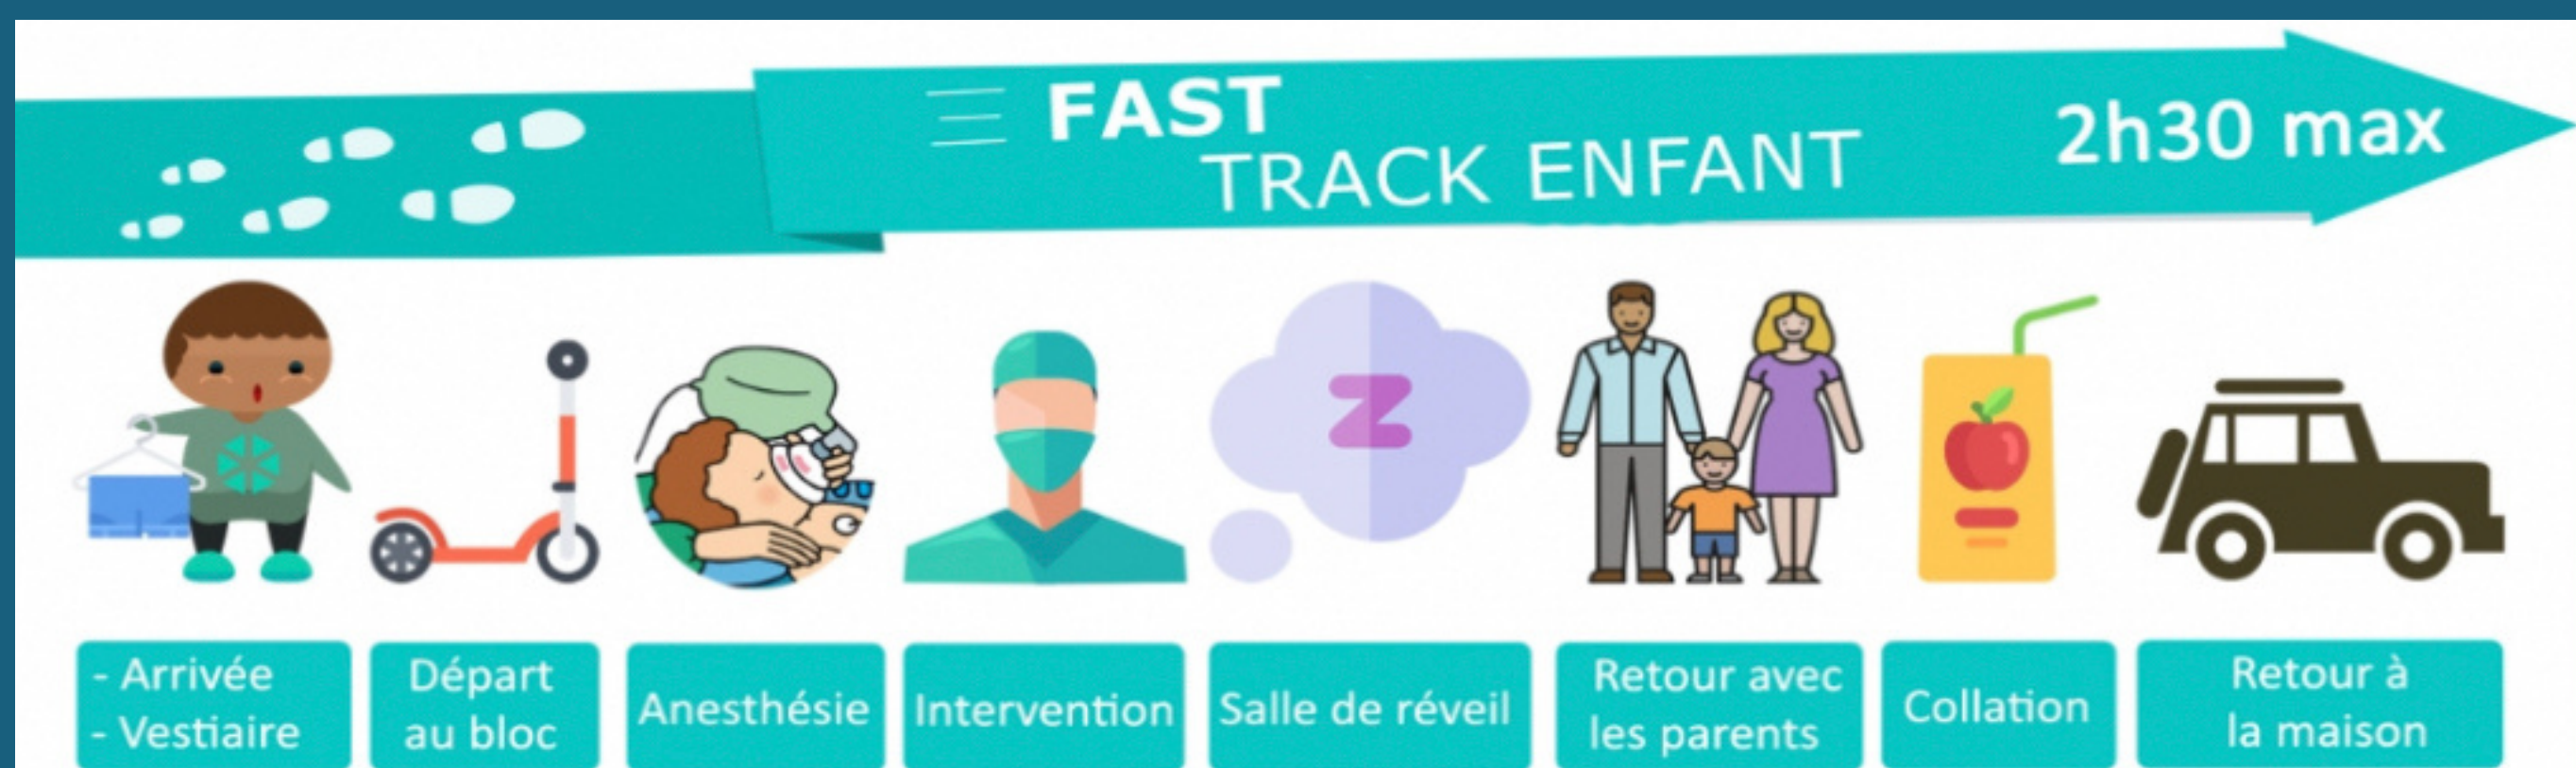 FAST
TRACK ENFANT
2h30 max
- Arrivée
- Vestiaire
Départ
au bloc
Anesthésie
Intervention
Salle de réveil
Retour avec
les parents
Collation
Retour à
la maison